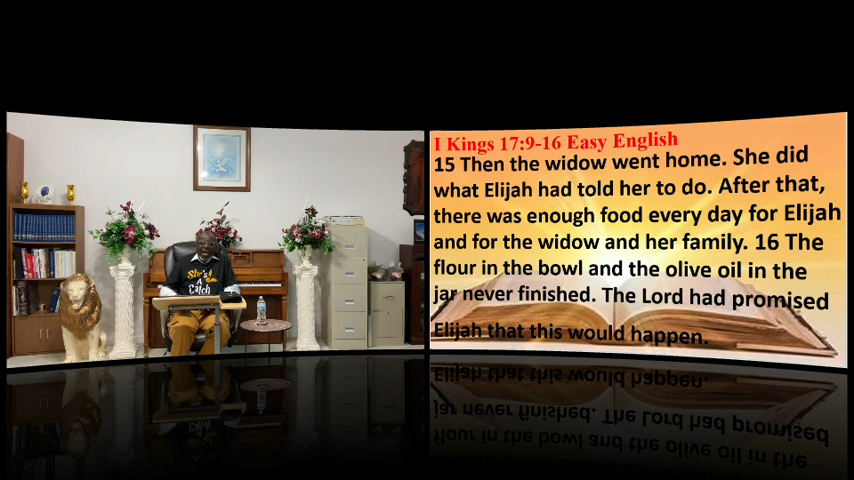 She's
A
Catch
I Kings 17:9-16 Easy English
15 Then the widow went home. She did
what Elijah had told her to do. After that,
there was enough food every day for Elijah
and for the widow and her family. 16 The
flour in the bowl and the olive oil in the
jar never finished. The Lord had promised
Elijah that this would happen.